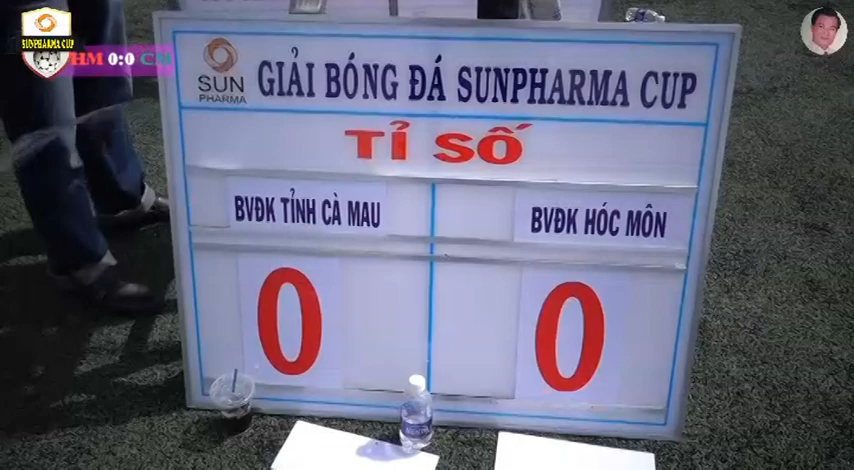 SUNPHARMA CUP
HM 0:0 CM
SUN
PHARMA
GIẢI BÓNG ĐÁ SUNPHARMA CUP
TỈ SỐ
BVĐK TỈNH CÀ MAU
BVĐK HÓC MÔN
0
0